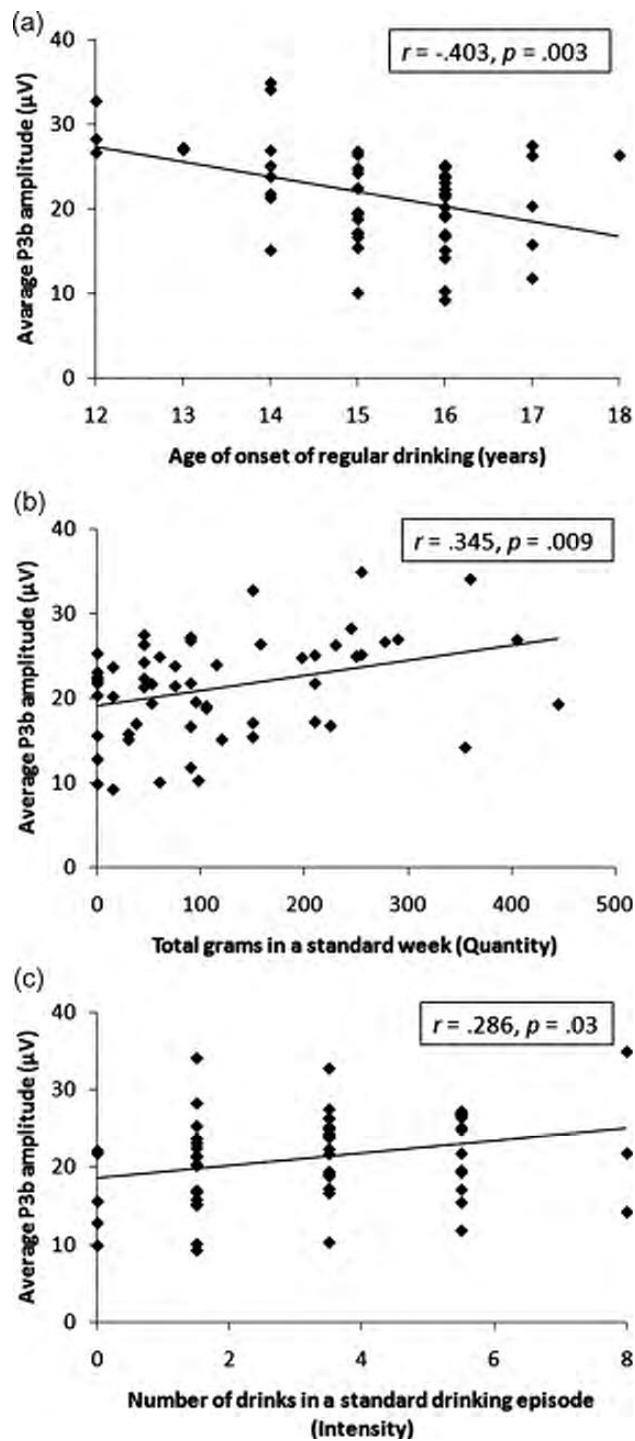 (a)
40
30
20
10
0
r = -.403, p = .003
Avarage P3b amplitude (µV)
12 13 14 15 16 17 18
Age of onset of regular drinking (years)
(b)
40
30
20
10
0
r = .345, p = .009
Average P3b amplitude (µV)
0 100 200 300 400 500
Total grams in a standard week (Quantity)
(c)
40
30
20
10
0
r = .286, p = .03
Average P3b amplitude (µV)
0 2 4 6 8
Number of drinks in a standard drinking episode
(Intensity)